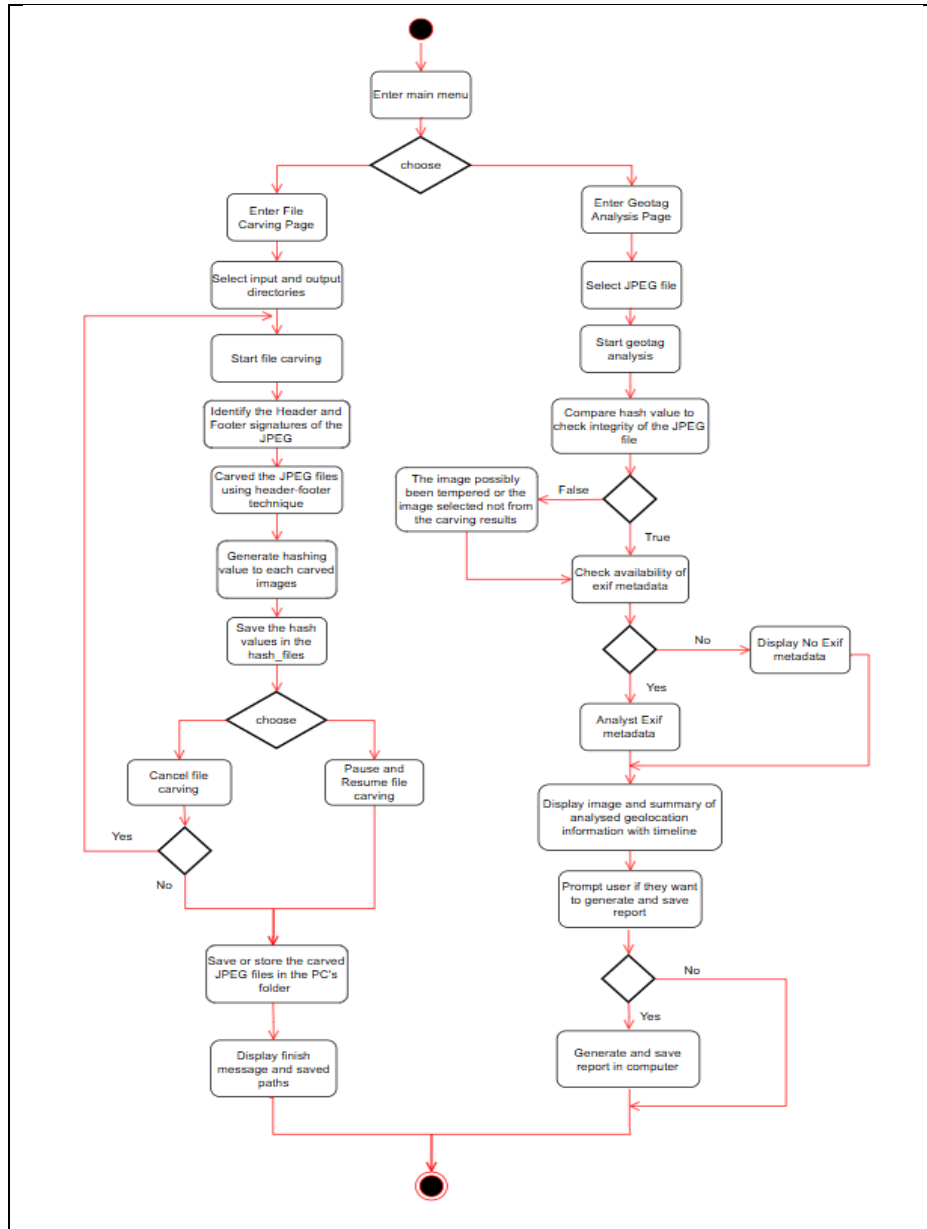 Enter main menu
choose
Enter File
Carving Page
Select input and output
directories
Start file carving
Identify the Header and
Footer signatures of the
JPEG
Carved the JPEG files
using header-footer
technique
Generate hashing
value to each carved
images
Save the hash
values in the
hash_files
choose
Cancel file
carving
Pause and
Resume file
carving
Yes
No
Save or store the carved
JPEG files in the PC's
folder
Display finish
message and saved
paths
Enter Geotag
Analysis Page
Select JPEG file
Start geotag
analysis
Compare hash value to
check integrity of the JPEG
file
False
The image possibly
been tempered or the
image selected not from
the carving results
True
Check availability of
exif metadata
No
Display No Exif
metadata
Yes
Analyst Exif
metadata
Display image and summary of
analysed geolocation
information with timeline
Prompt user if they want
to generate and save
report
No
Yes
Generate and save
report in computer